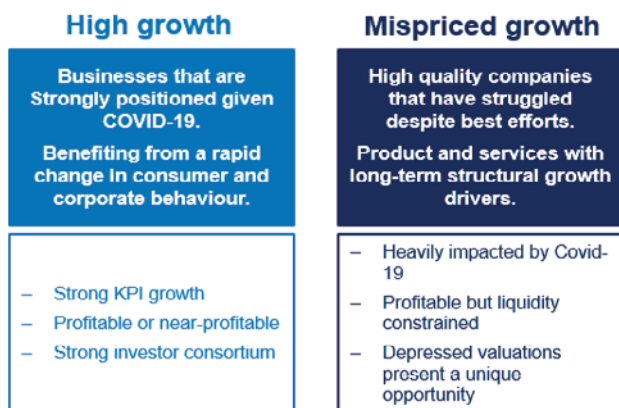 High growth
Businesses that are
Strongly positioned given
COVID-19.
Benefiting from a rapid
change in consumer and
corporate behaviour.
– Strong KPI growth
– Profitable or near-profitable
– Strong investor consortium
Mispriced growth
High quality companies
that have struggled
despite best efforts.
Product and services with
long-term structural growth
drivers.
– Heavily impacted by Covid-
19
– Profitable but liquidity
constrained
– Depressed valuations
present a unique
opportunity